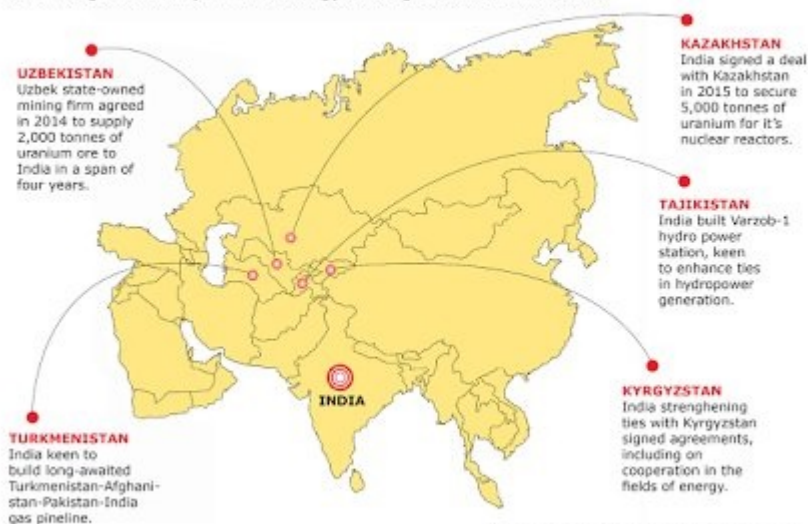 UZBEKISTAN
Uzbek state-owned
mining firm agreed
in 2014 to supply
2,000 tonnes of
uranium ore to
India in a span of
four years.
KAZAKHSTAN
India signed a deal
with Kazakhstan
in 2015 to secure
5,000 tonnes of
uranium for it's
nuclear reactors.
TAJIKISTAN
India built Varzob-1
hydro power
station, keen
to enhance ties
in hydropower
generation.
INDIA
KYRGYZSTAN
India strenghening
ties with Kyrgyzstan
signed agreements,
including on
cooperation in the
fields of energy.
TURKMENISTAN
India keen to
build long-awaited
Turkmenistan-Afghani-
stan-Pakistan-India
gas pineline.